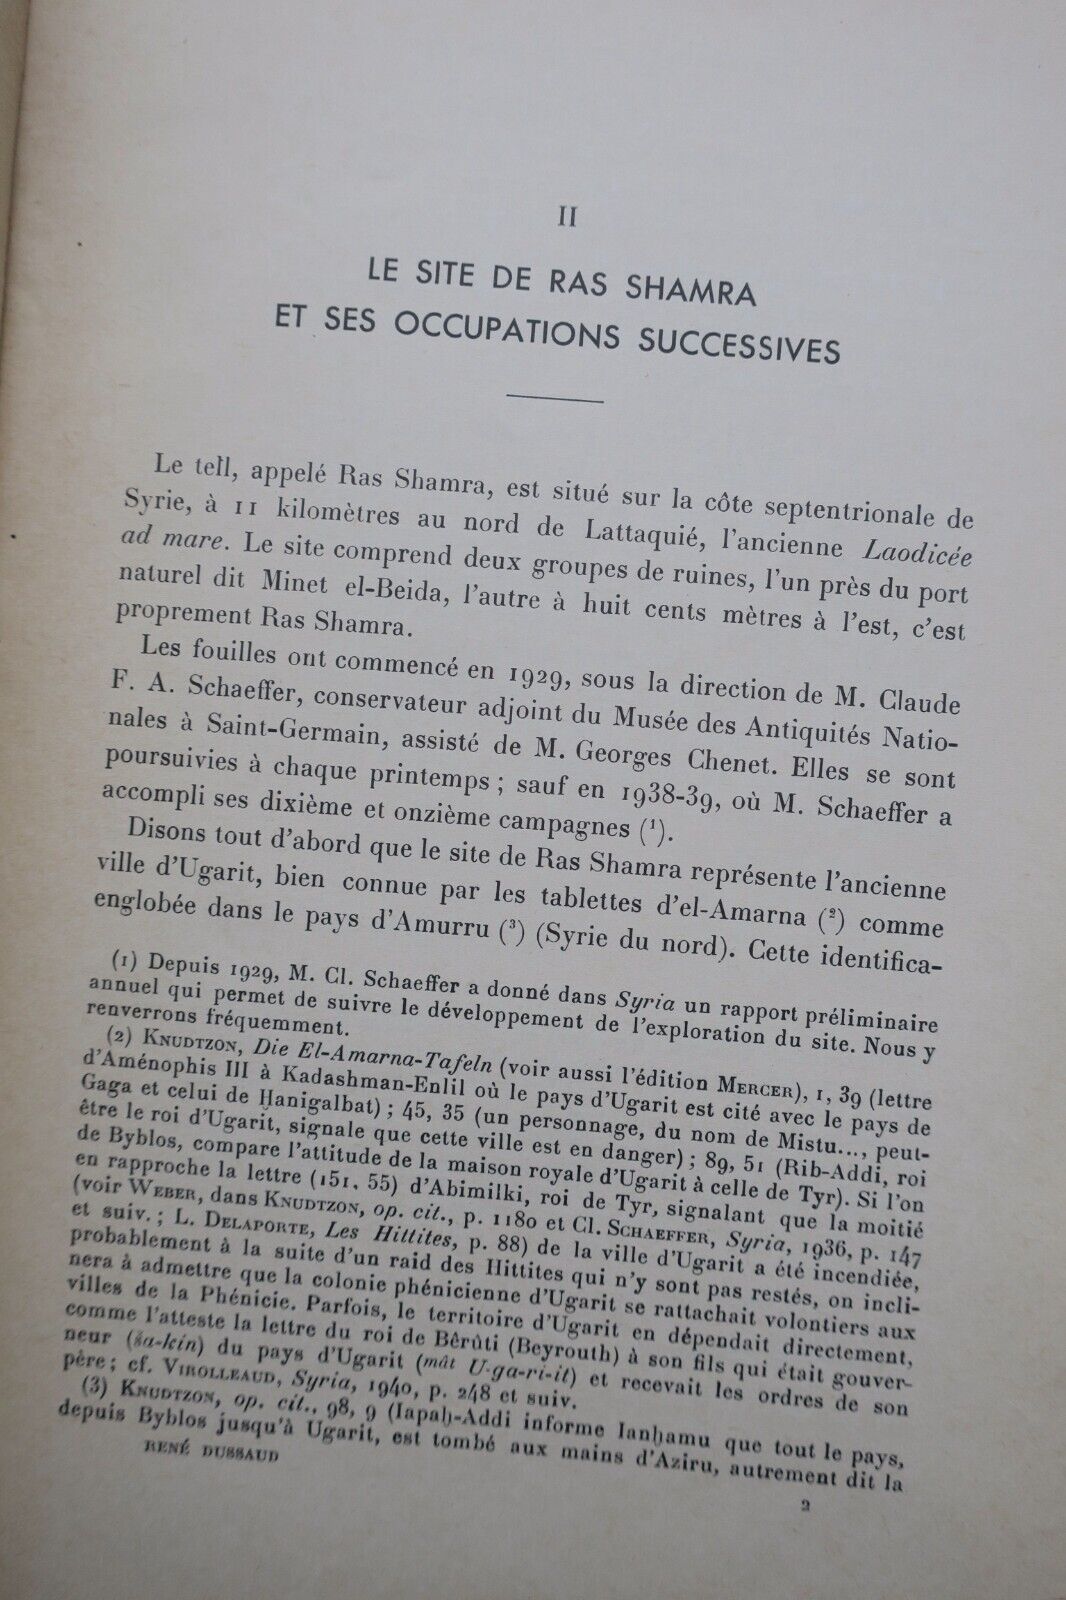 II
LE SITE DE RAS SHAMRA
ET SES OCCUPATIONS SUCCESSIVES
Le tell, appelé Ras Shamra, est situé sur la côte septentrionale de
Syrie, à 11 kilomètres au nord de Lattaquié, l'ancienne Laodicée
ad mare. Le site comprend deux groupes de ruines, l'un près du port
naturel dit Minet el-Beida, l'autre à huit cents mètres à l'est, c'est
proprement Ras Shamra.
Les fouilles ont commencé en 1929, sous la direction de M. Claude
F. A. Schaeffer, conservateur adjoint du Musée des Antiquités Natio-
nales à Saint-Germain, assisté de M. Georges Chenet. Elles se sont
poursuivies à chaque printemps ; sauf en 1938-39, où M. Schaeffer a
accompli ses dixième et onzième campagnes (¹).
Disons tout d'abord que le site de Ras Shamra représente l'ancienne
ville d'Ugarit, bien connue par les tablettes d'el-Amarna (²) comme
englobée dans le pays d'Amurru (³) (Syrie du nord). Cette identifica-
(1) Depuis 1929, M. Cl. Schaeffer a donné dans Syria un rapport préliminaire
annuel qui permet de suivre le développement de l'exploration du site. Nous y
renverrons fréquemment.
(2) KNUDTZON, Die El-Amarna-Tafeln (voir aussi l'édition MERCER), 1, 39 (lettre
d'Aménophis III à Kadashman-Enlil où le pays d'Ugarit est cité avec le pays de
Gaga et celui de Ḫanigalbat) ; 45, 35 (un personnage, du nom de Mistu..., peut-
être le roi d'Ugarit, signale que cette ville est en danger) ; 89, 51 (Rib-Addi, roi
de Byblos, compare l'attitude de la maison royale d'Ugarit à celle de Tyr). Si l'on
en rapproche la lettre (151, 55) d'Abimilki, roi de Tyr, signalant que la moitié
(voir WEBER, dans KNUDTZON, op. cit., p. 1180 et Cl. SCHAEFFER, Syria, 1936, p. 147
et suiv. ; L. DELAPORTE, Les Hittites, p. 88) de la ville d'Ugarit a été incendiée,
probablement à la suite d'un raid des Hittites qui n'y sont pas restés, on incli-
nera à admettre que la colonie phénicienne d'Ugarit se rattachait volontiers aux
villes de la Phénicie. Parfois, le territoire d'Ugarit en dépendait directement,
comme l'atteste la lettre du roi de Bêrûti (Beyrouth) à son fils qui était gouver-
neur (ša-kin) du pays d'Ugarit (mât U-ga-ri-it) et recevait les ordres de son
père ; cf. VIROLLEAUD, Syria, 1940, p. 248 et suiv.
(3) KNUDTZON, op. cit., 98, 9 (Iapaḫ-Addi informe Ianḫamu que tout le pays,
depuis Byblos jusqu'à Ugarit, est tombé aux mains d'Aziru, autrement dit la
RENÉ DUSSAUD
2